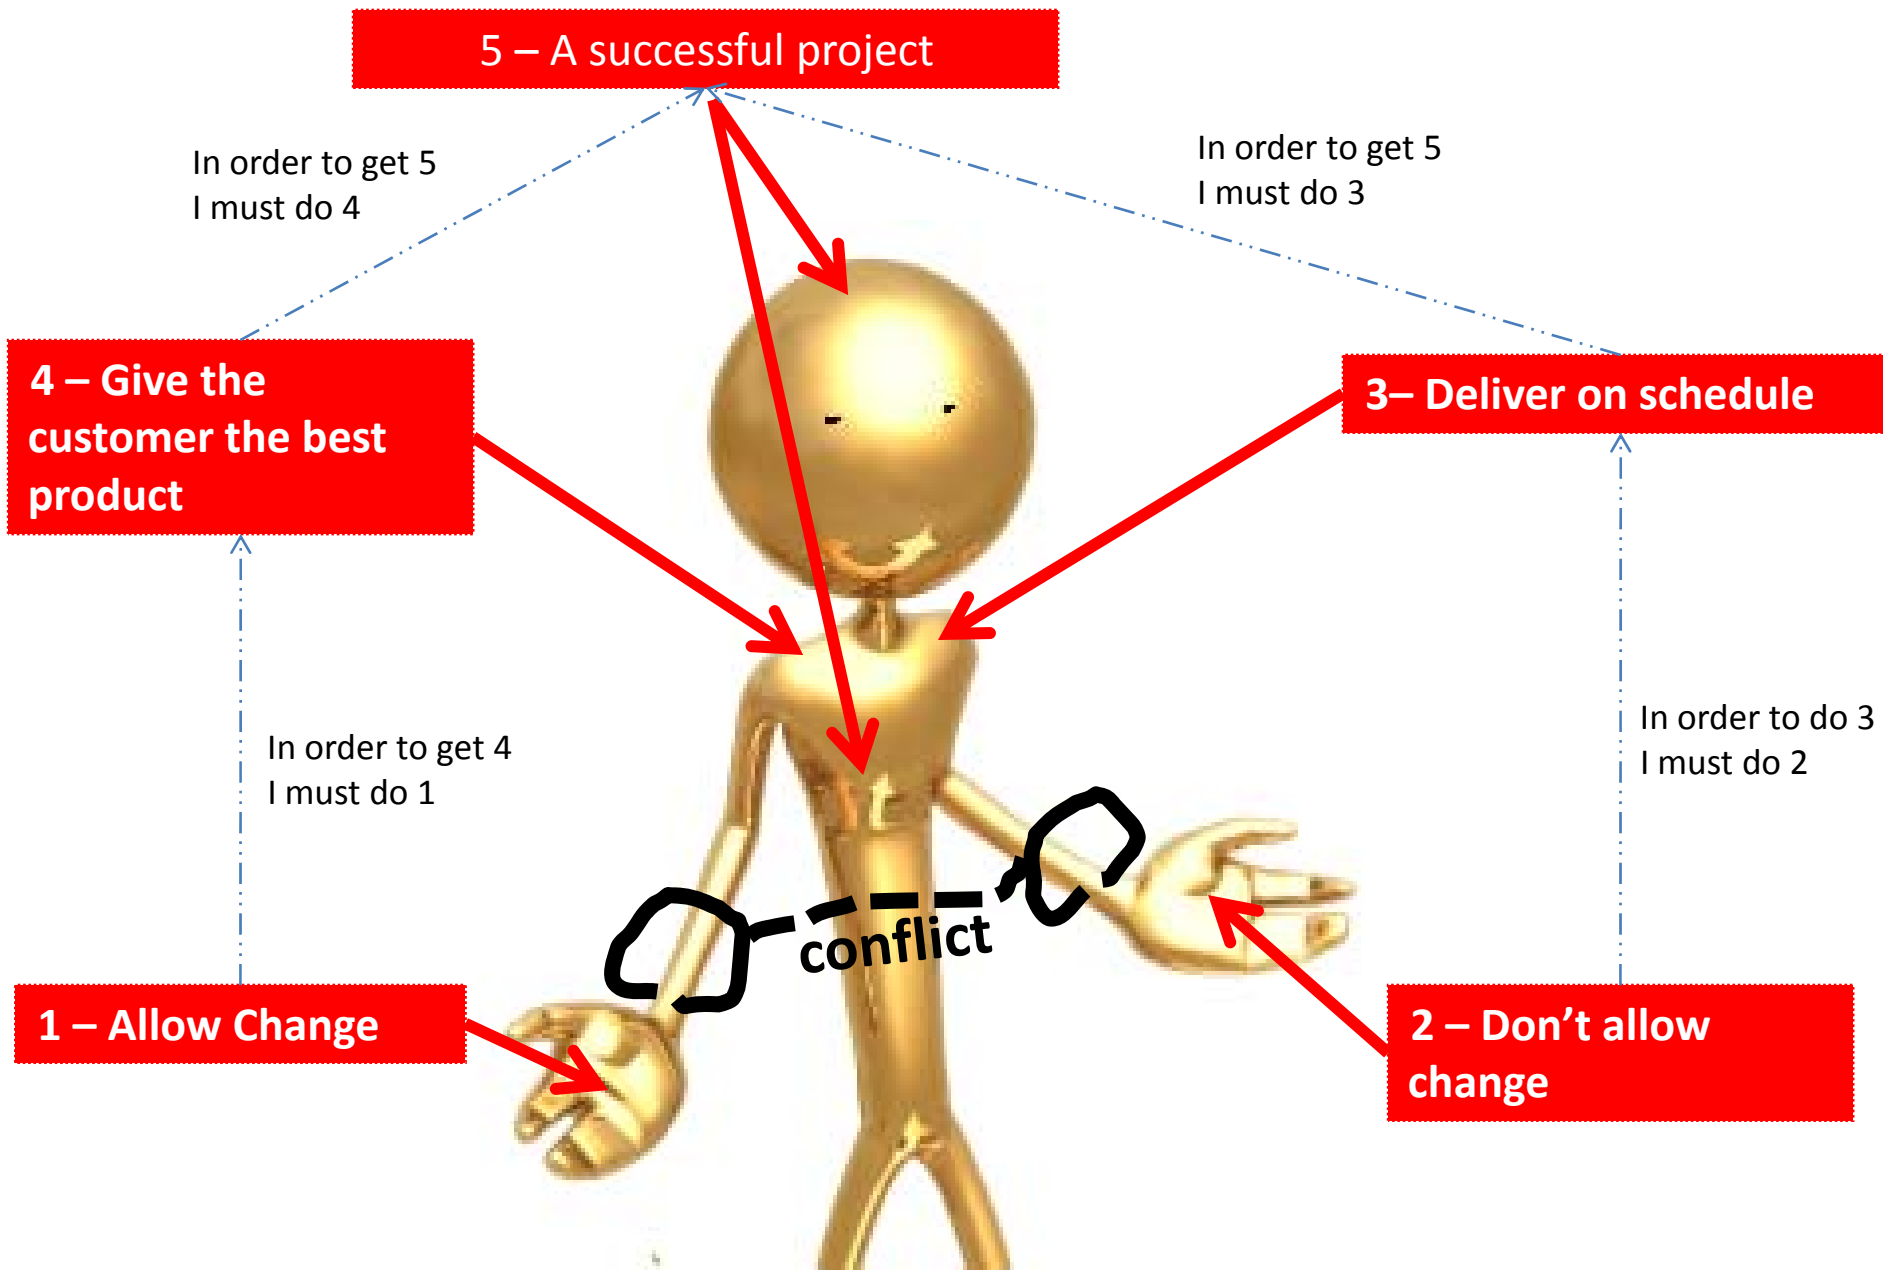 5 – A successful project
In order to get 5
I must do 4
In order to get 5
I must do 3
4 – Give the
customer the best
product
3– Deliver on schedule
In order to get 4
I must do 1
In order to do 3
I must do 2
conflict
1 – Allow Change
2 – Don’t allow
change